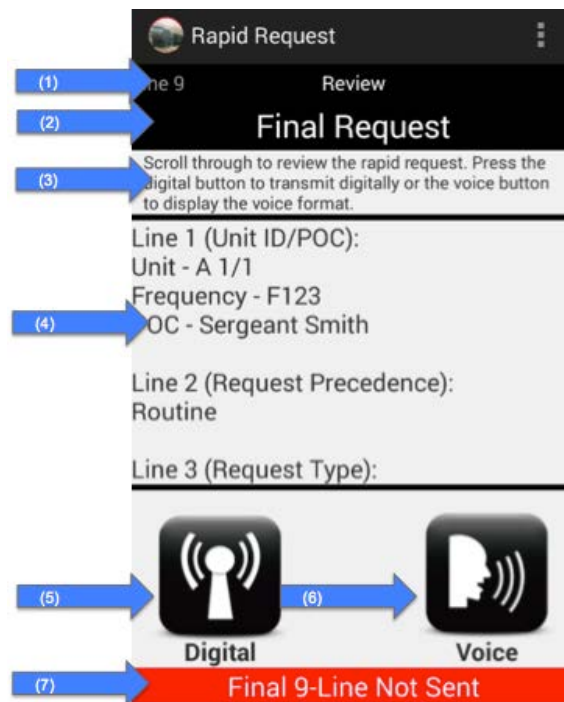 Rapid Request
(1)
ne 9
Review
(2)
Final Request
(3)
Scroll through to review the rapid request. Press the
digital button to transmit digitally or the voice button
to display the voice format.
Line 1 (Unit ID/POC):
Unit - A 1/1
Frequency - F123
(4)
OC - Sergeant Smith
Line 2 (Request Precedence):
Routine
Line 3 (Request Type):
(5)
(6)
Digital
Voice
(7)
Final 9-Line Not Sent